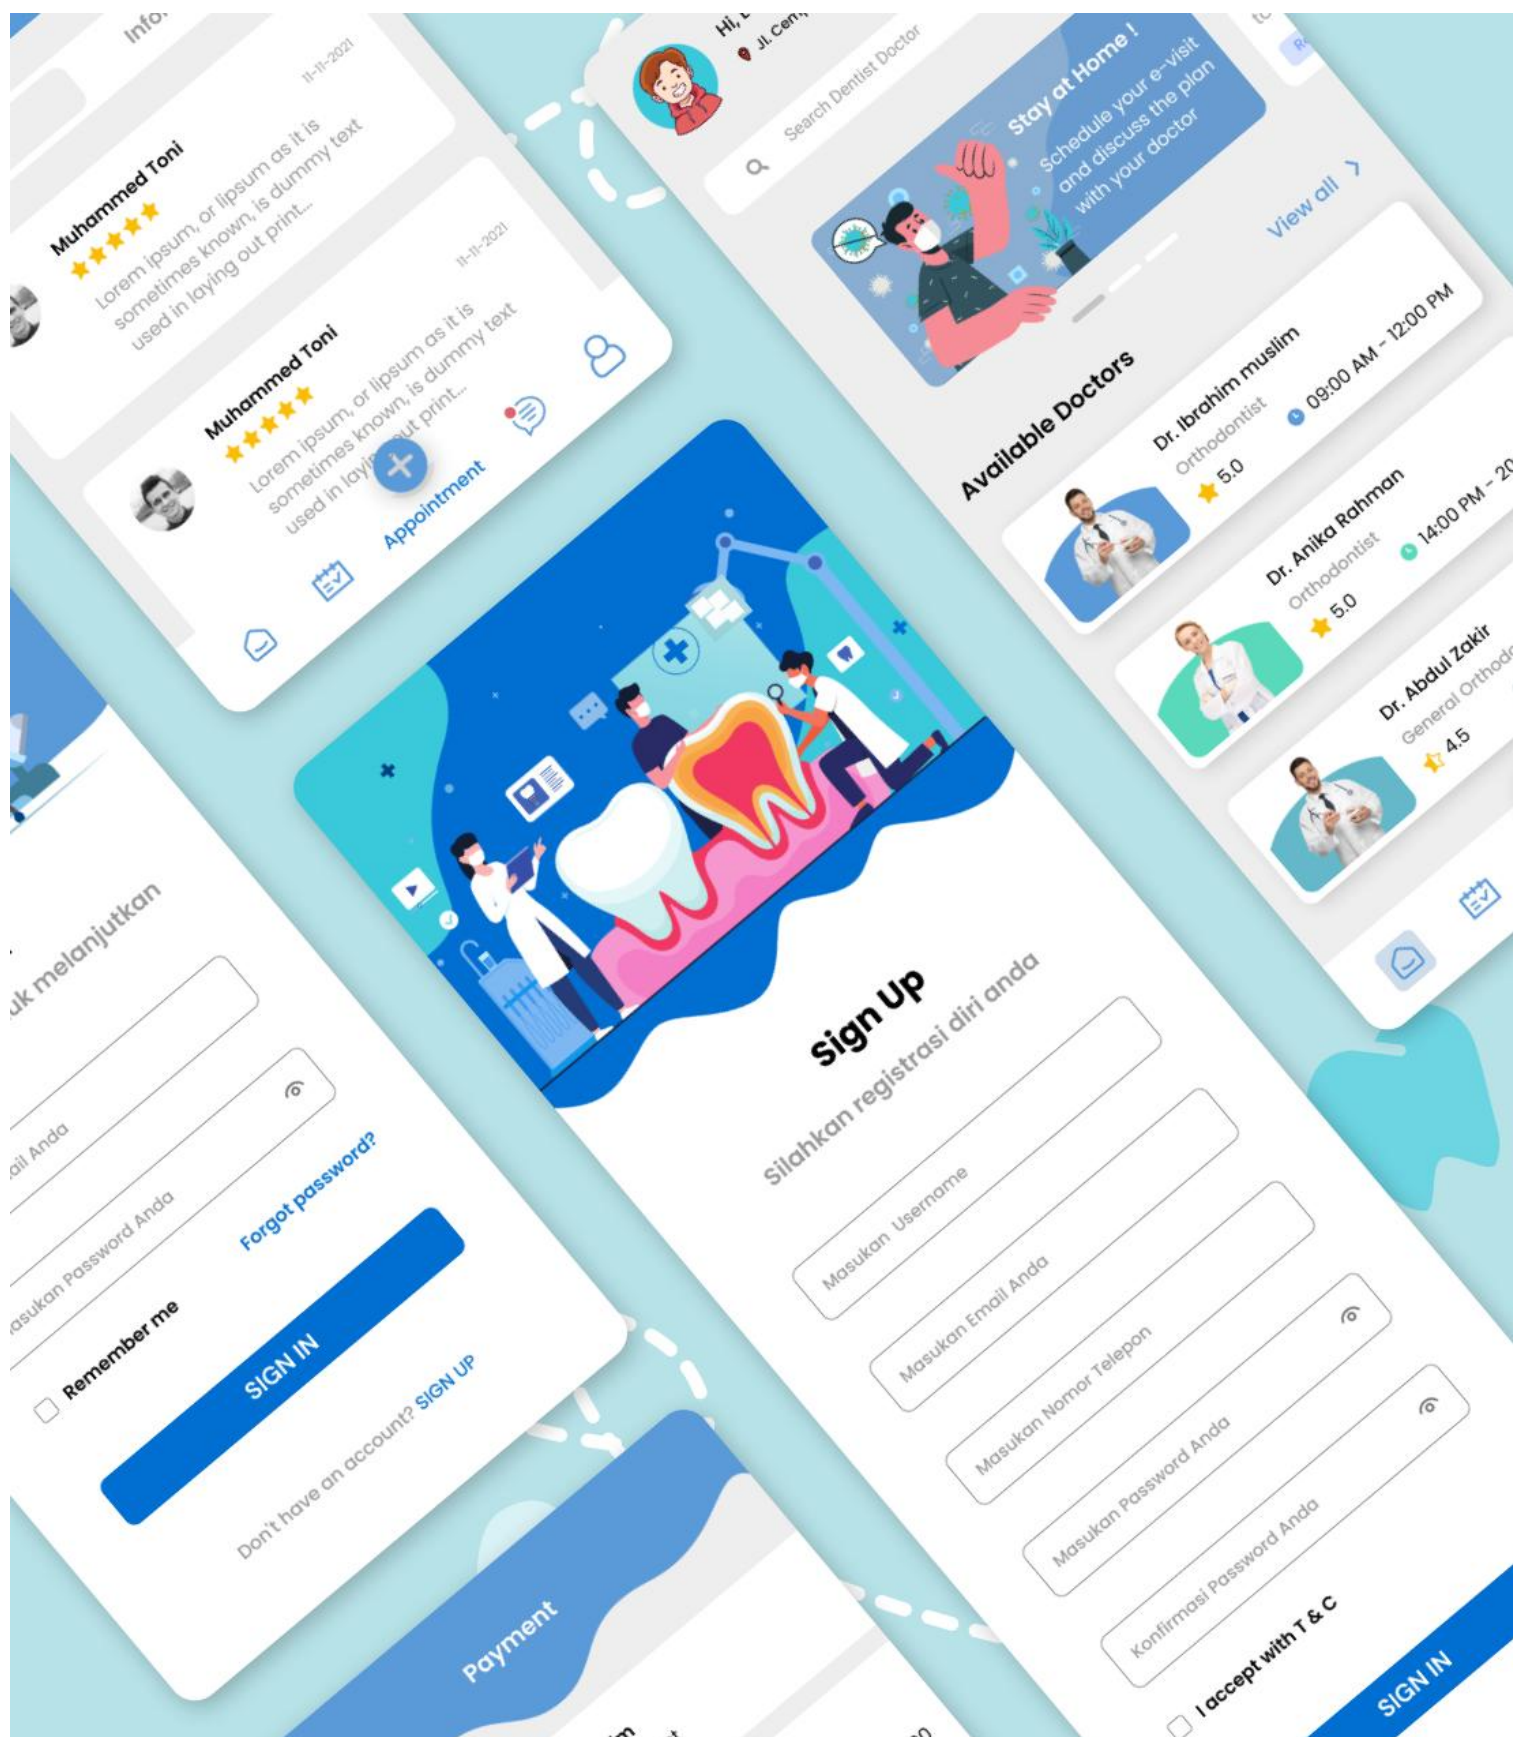 11-11-2021
Muhammed Toni
Lorem ipsum, or lipsum as it is
sometimes known, is dummy text
used in laying out print...
11-11-2021
Muhammed Toni
Lorem ipsum, or lipsum as it is
sometimes known, is dummy text
used in laying out print...
Appointment
Hi,
Jl.
Search Dentist Doctor
Stay at Home !
Schedule your e-visit
and discuss the plan
with your doctor
View all
Available Doctors
Dr. Ibrahim muslim
Orthodontist
5.0
09:00 AM - 12:00 PM
Dr. Anika Rahman
Orthodontist
5.0
14:00 PM - 20
Dr. Abdul Zakir
General
4.5
melanjutkan
Anda
Password Anda
Forgot password?
Remember me
SIGN IN
Don't have an account? SIGN UP
Sign Up
Silahkan registrasi diri anda
Masukan Username
Masukan Email Anda
Masukan Nomor Telepon
Masukan Password Anda
Konfirmasi Password Anda
I accept with T & C
SIGN IN
Payment